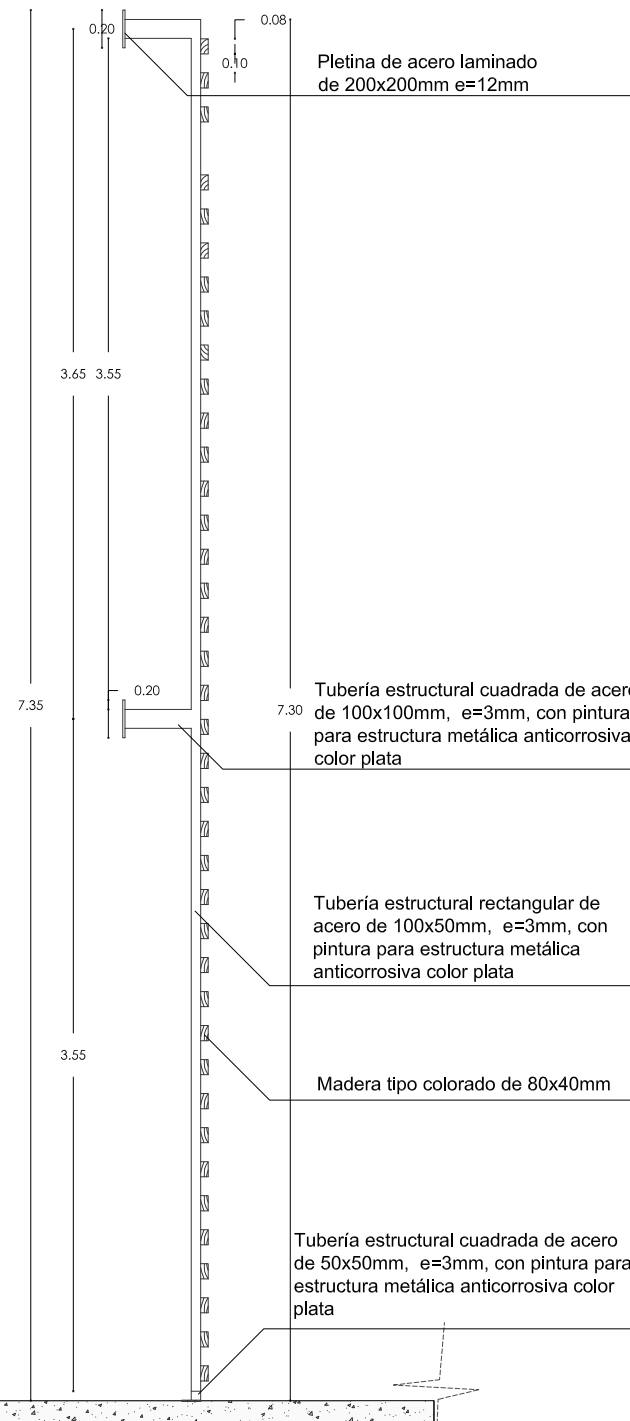 0.20
0.08
0.10
Pletina de acero laminado
de 200x200mm e=12mm
3.65
3.55
0.20
7.35
7.30
Tubería estructural cuadrada de acero
de 100x100mm, e=3mm, con pintura
para estructura metálica anticorrosiva
color plata
Tubería estructural rectangular de
acero de 100x50mm, e=3mm, con
pintura para estructura metálica
anticorrosiva color plata
3.55
Madera tipo colorado de 80x40mm
Tubería estructural cuadrada de acero
de 50x50mm, e=3mm, con pintura para
estructura metálica anticorrosiva color
plata